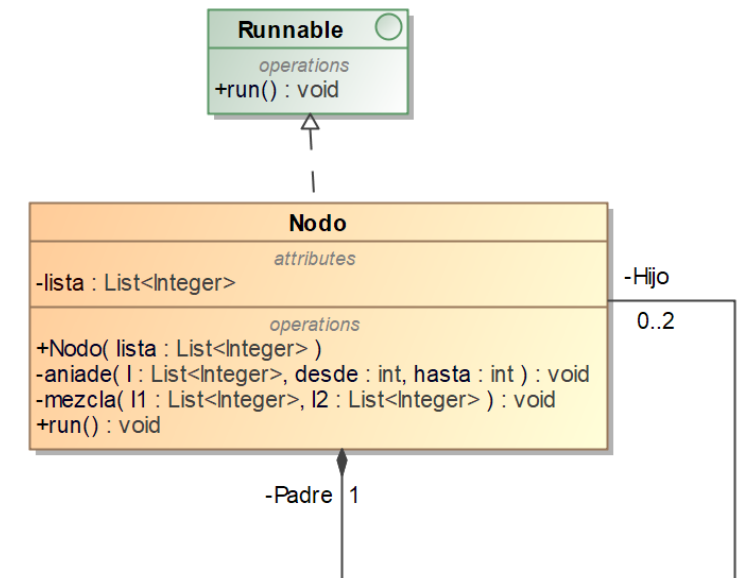 Runnable
operations
+run() : void
Nodo
attributes
-lista : List<Integer>
operations
+Nodo( lista : List<Integer> )
-aniade( l : List<Integer>, desde : int, hasta : int ) : void
-mezcla( l1 : List<Integer>, l2 : List<Integer> ) : void
+run() : void
-Hijo
0..2
-Padre 1